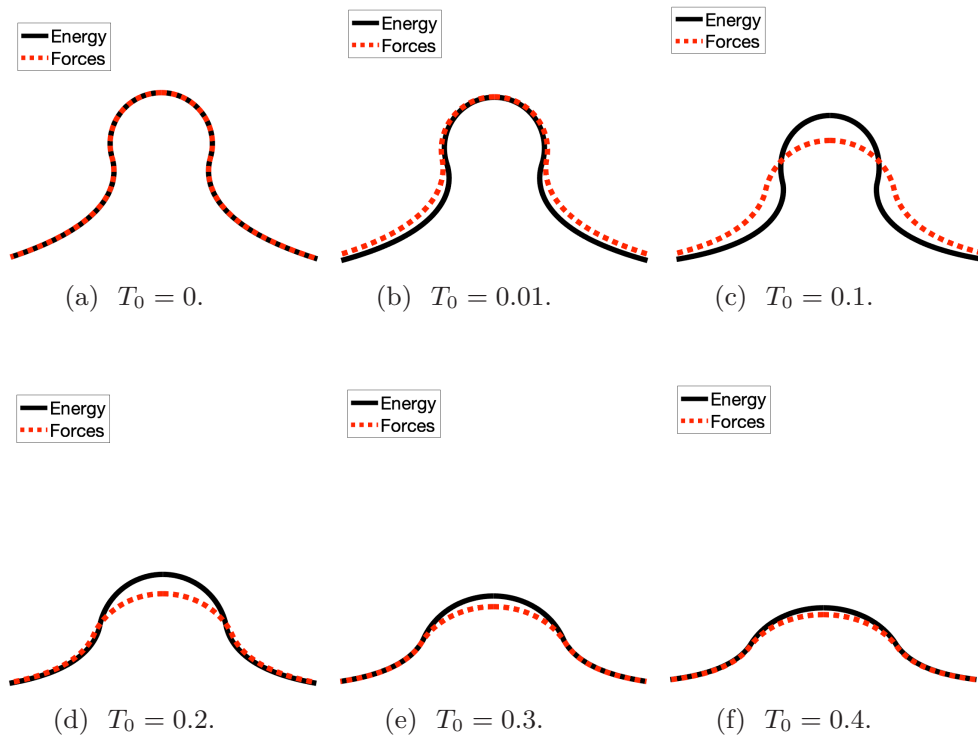 Energy
Forces
Energy
Forces
Energy
Forces
(a) T₀ = 0.
(b) T₀ = 0.01.
(c) T₀ = 0.1.
Energy
Forces
Energy
Forces
Energy
Forces
(d) T₀ = 0.2.
(e) T₀ = 0.3.
(f) T₀ = 0.4.